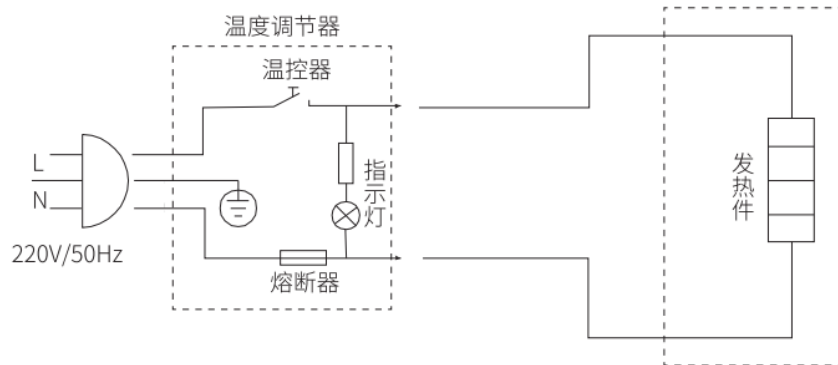 温度调节器
温控器
L
N
220V/50Hz
指示灯
熔断器
发热件